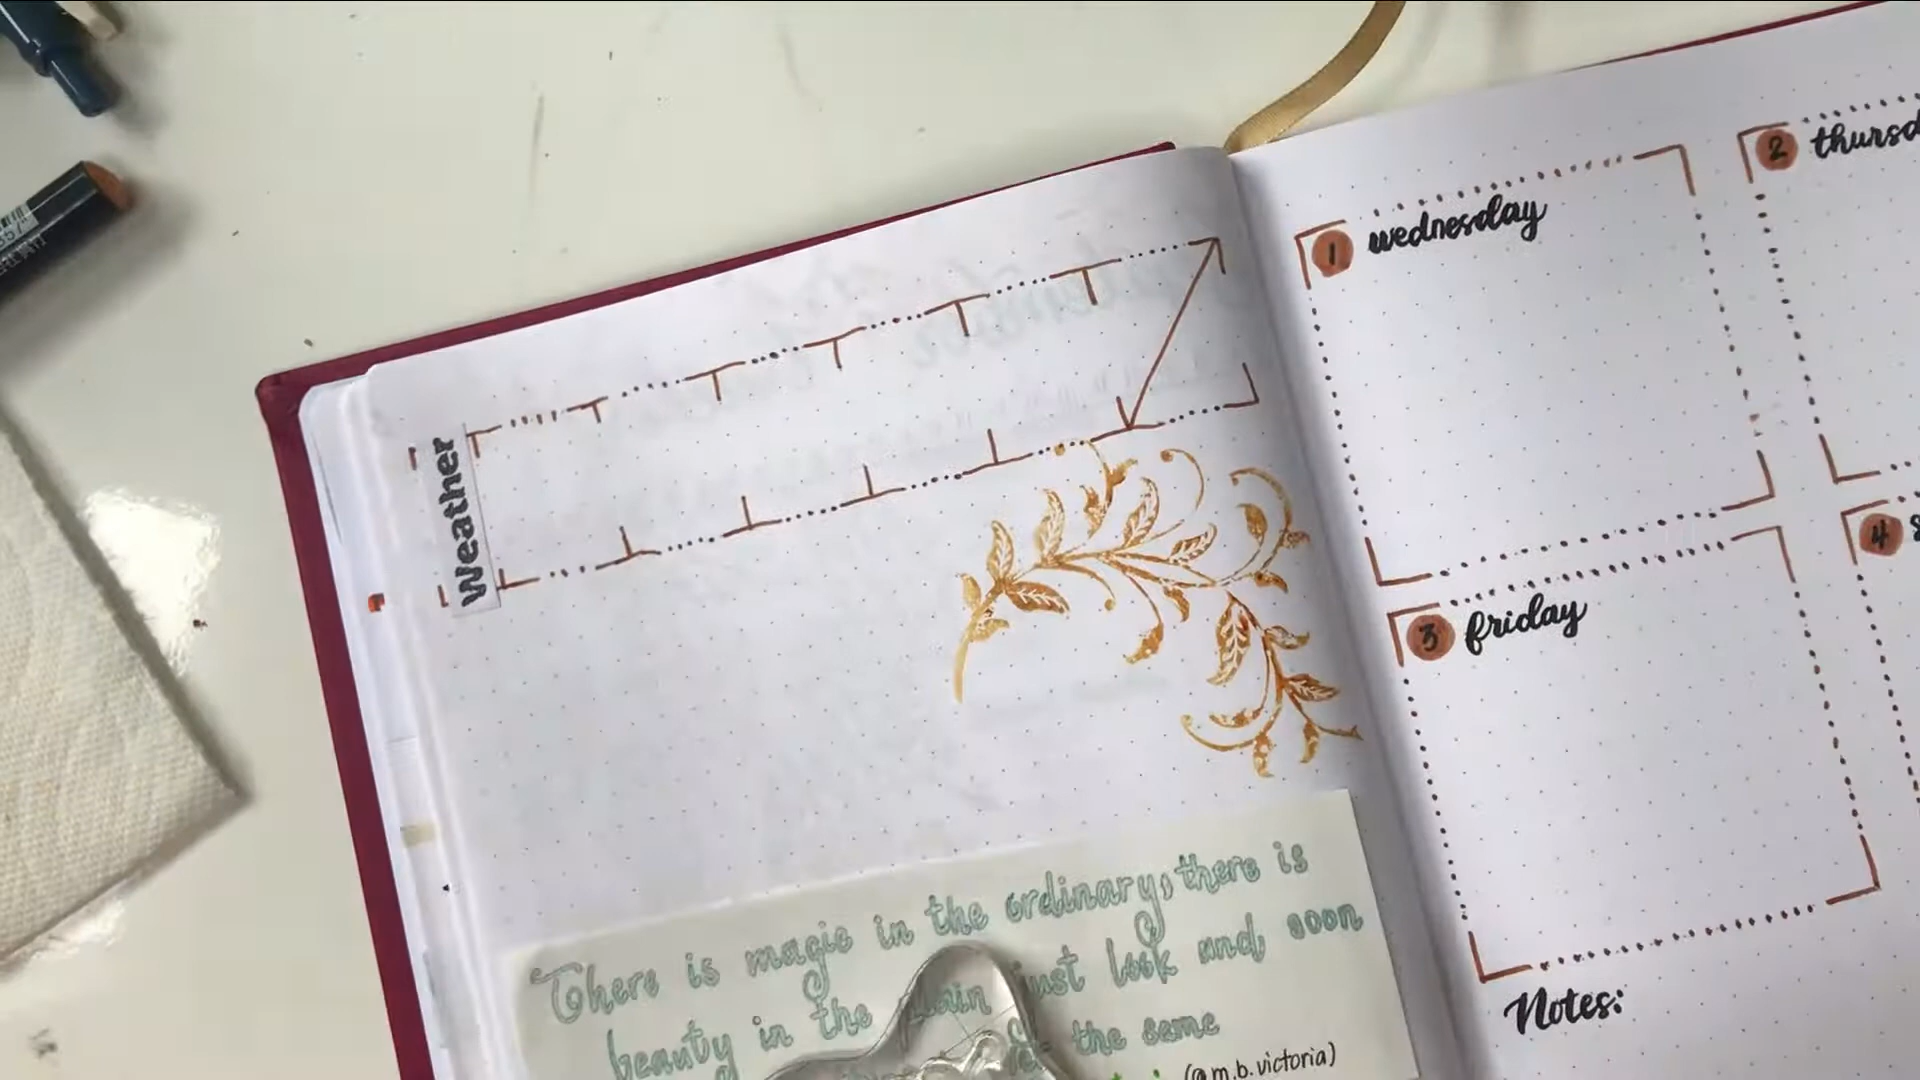 Weather
1 wednesday
2 thursd
3 friday
4 s
Notes:
There is magic in the ordinary, there is
beauty in the plain just look and, soon
the same
(@m.b.victoria)